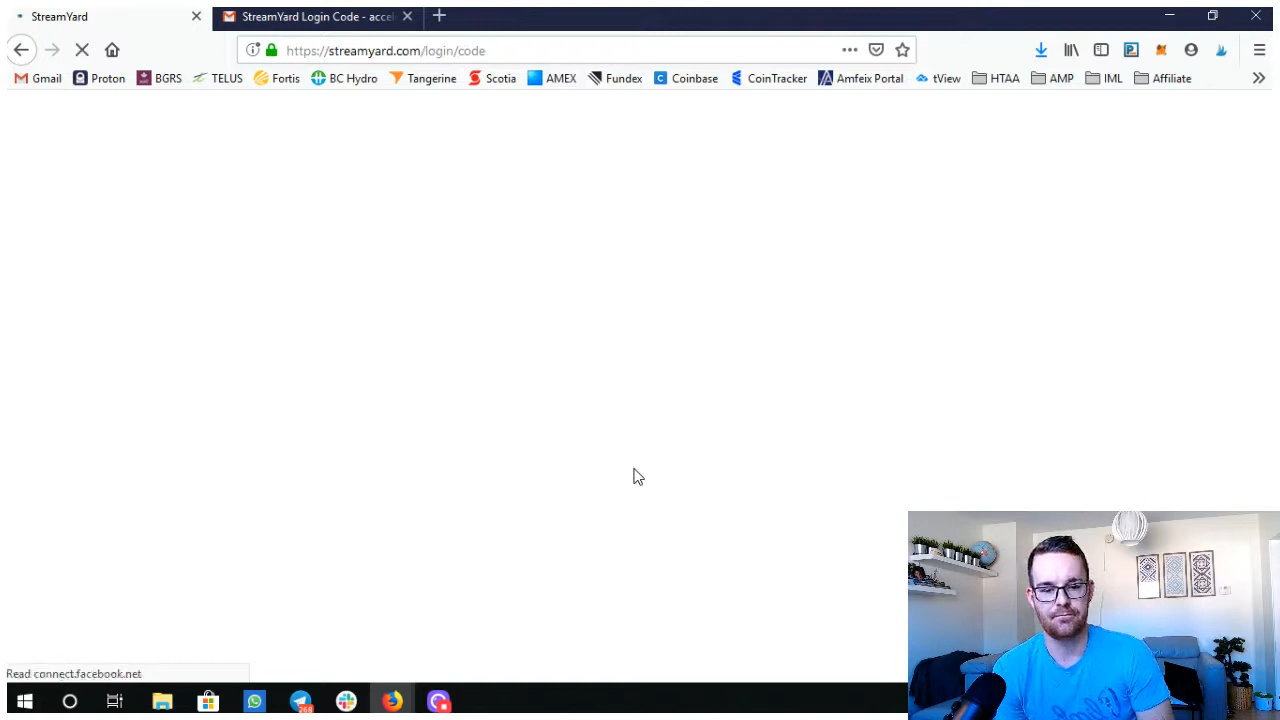 StreamYard
StreamYard Login Code - acce
https://streamyard.com/login/code
Gmail Proton BGRS TELUS Fortis BC Hydro Tangerine Scotia AMEX Fundex Coinbase CoinTracker Amfeix Portal tView HTAA AMP IML Affiliate
Read connect.facebook.net
268